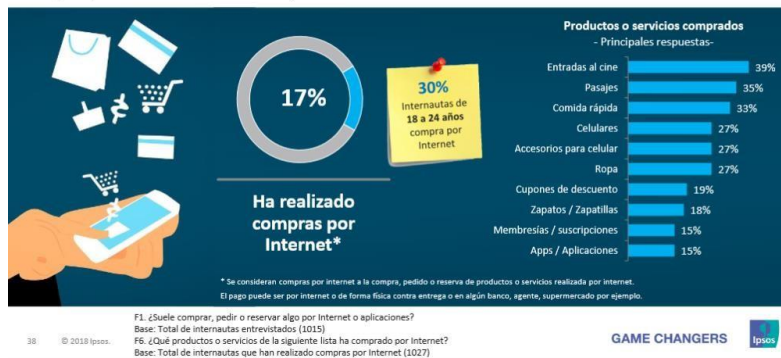 17%
Ha realizado
compras por
Internet*
30%
Internautas de
18 a 24 años
compra por
Internet
Productos o servicios comprados
- Principales respuestas-
Entradas al cine 39%
Pasajes 35%
Comida rápida 33%
Celulares 27%
Accesorios para celular 27%
Ropa 27%
Cupones de descuento 19%
Zapatos / Zapatillas 18%
Membresías / suscripciones 15%
Apps / Aplicaciones 15%
* Se consideran compras por internet a la compra, pedido o reserva de productos o servicios realizada por internet.
El pago puede ser por internet o de forma física contra entrega o en algún banco, agente, supermercado por ejemplo.
38 © 2018 Ipsos.
F1. ¿Suele comprar, pedir o reservar algo por Internet o aplicaciones?
Base: Total de internautas entrevistados (1015)
F6. ¿Qué productos o servicios de la siguiente lista ha comprado por Internet?
Base: Total de internautas que han realizado compras por Internet (1027)
GAME CHANGERS
Ipsos